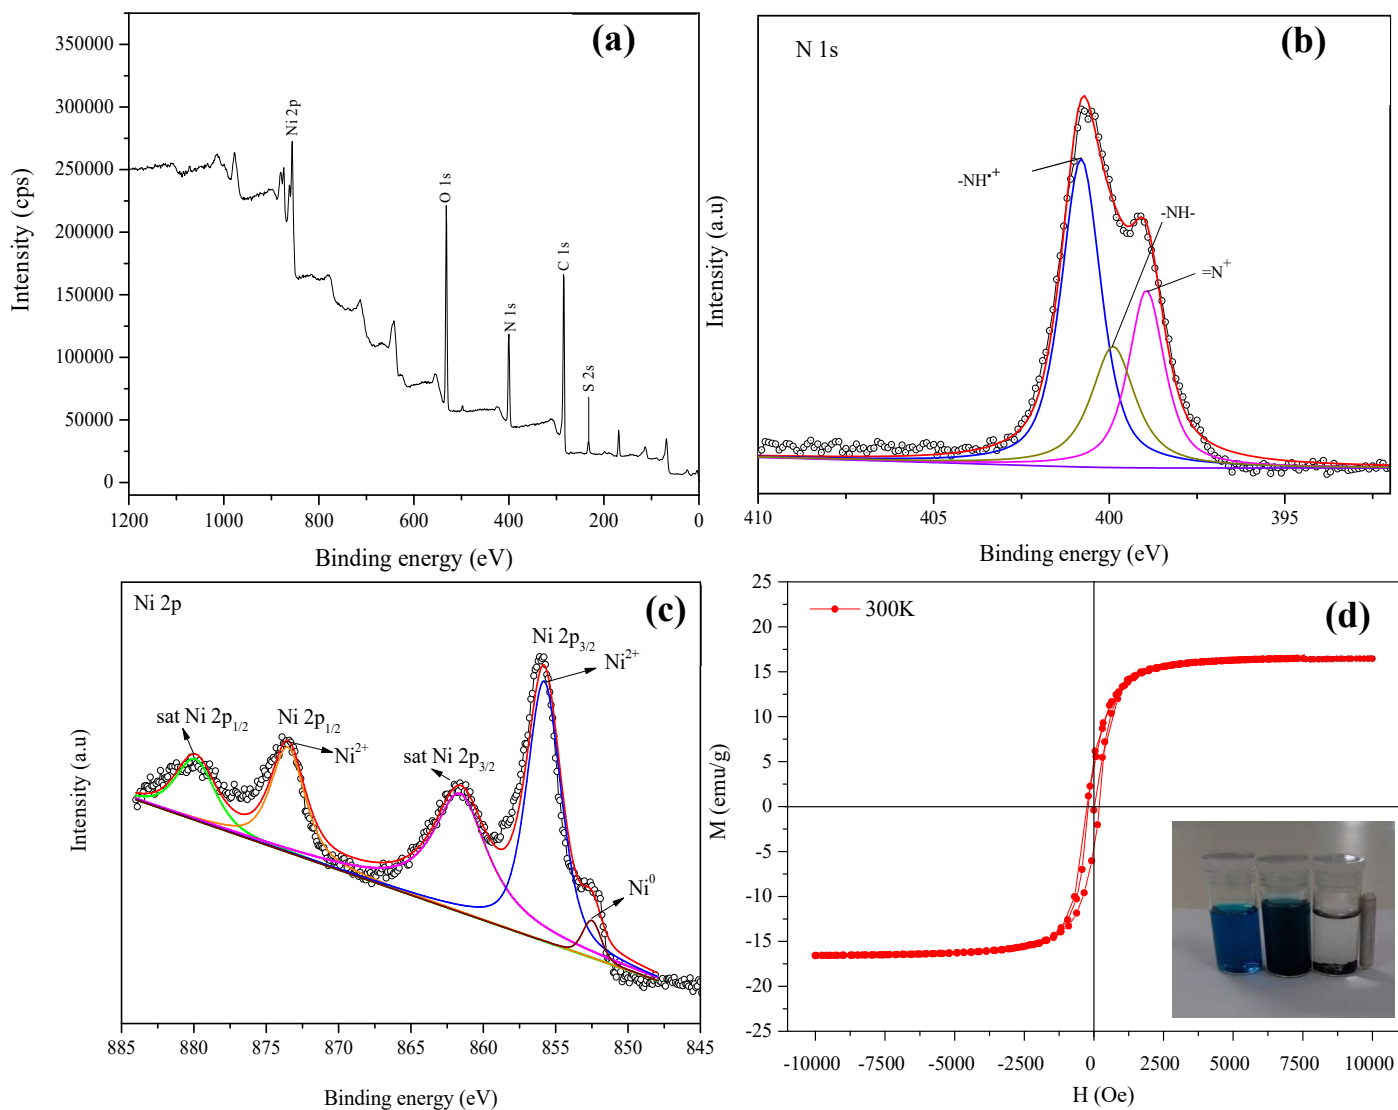 (a)
350000
300000
250000
200000
150000
100000
50000
0
Intensity (cps)
Ni 2p
O 1s
N 1s
C 1s
S 2s
1200 1000 800 600 400 200 0
Binding energy (eV)
(b)
N 1s
Intensity (a.u)
-NH•+
-NH-
=N+
410 405 400 395
Binding energy (eV)
(c)
Ni 2p
Intensity (a.u)
sat Ni 2p1/2
Ni 2p1/2
Ni2+
sat Ni 2p3/2
Ni 2p3/2
Ni2+
Ni0
885 880 875 870 865 860 855 850 845
Binding energy (eV)
(d)
300K
25
20
15
10
5
0
-5
-10
-15
-20
-25
M (emu/g)
-10000 -7500 -5000 -2500 0 2500 5000 7500 10000
H (Oe)